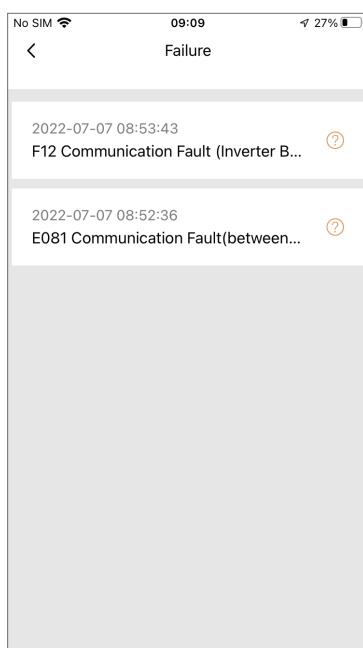 No SIM 09:09 27%
Failure
2022-07-07 08:53:43
F12 Communication Fault (Inverter B...
?
2022-07-07 08:52:36
E081 Communication Fault(between...
?